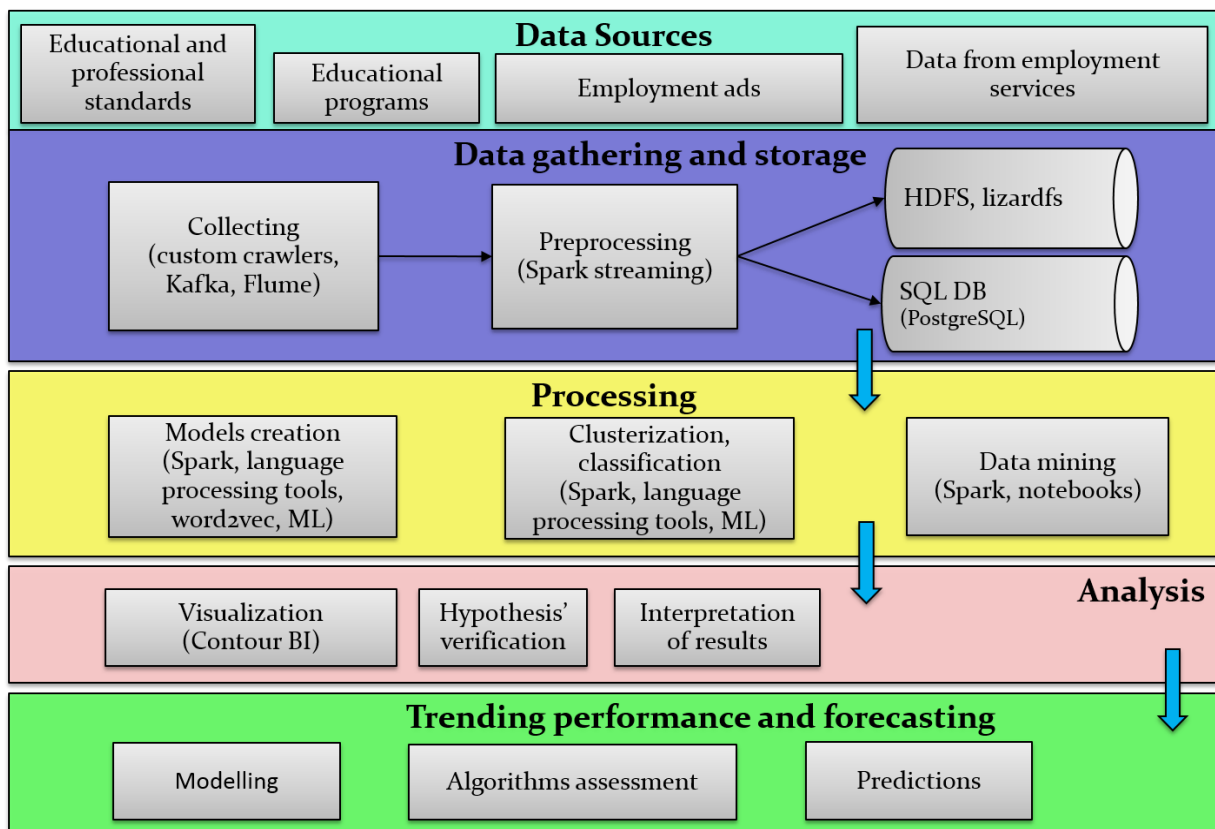 Data Sources
Educational and
professional
standards
Educational
programs
Employment ads
Data from employment
services
Data gathering and storage
Collecting
(custom crawlers,
Kafka, Flume)
Preprocessing
(Spark streaming)
HDFS, lizardfs
SQL DB
(PostgreSQL)
Processing
Models creation
(Spark, language
processing tools,
word2vec, ML)
Clusterization,
classification
(Spark, language
processing tools, ML)
Data mining
(Spark, notebooks)
Analysis
Visualization
(Contour BI)
Hypothesis’
verification
Interpretation
of results
Trending performance and forecasting
Modelling
Algorithms assessment
Predictions